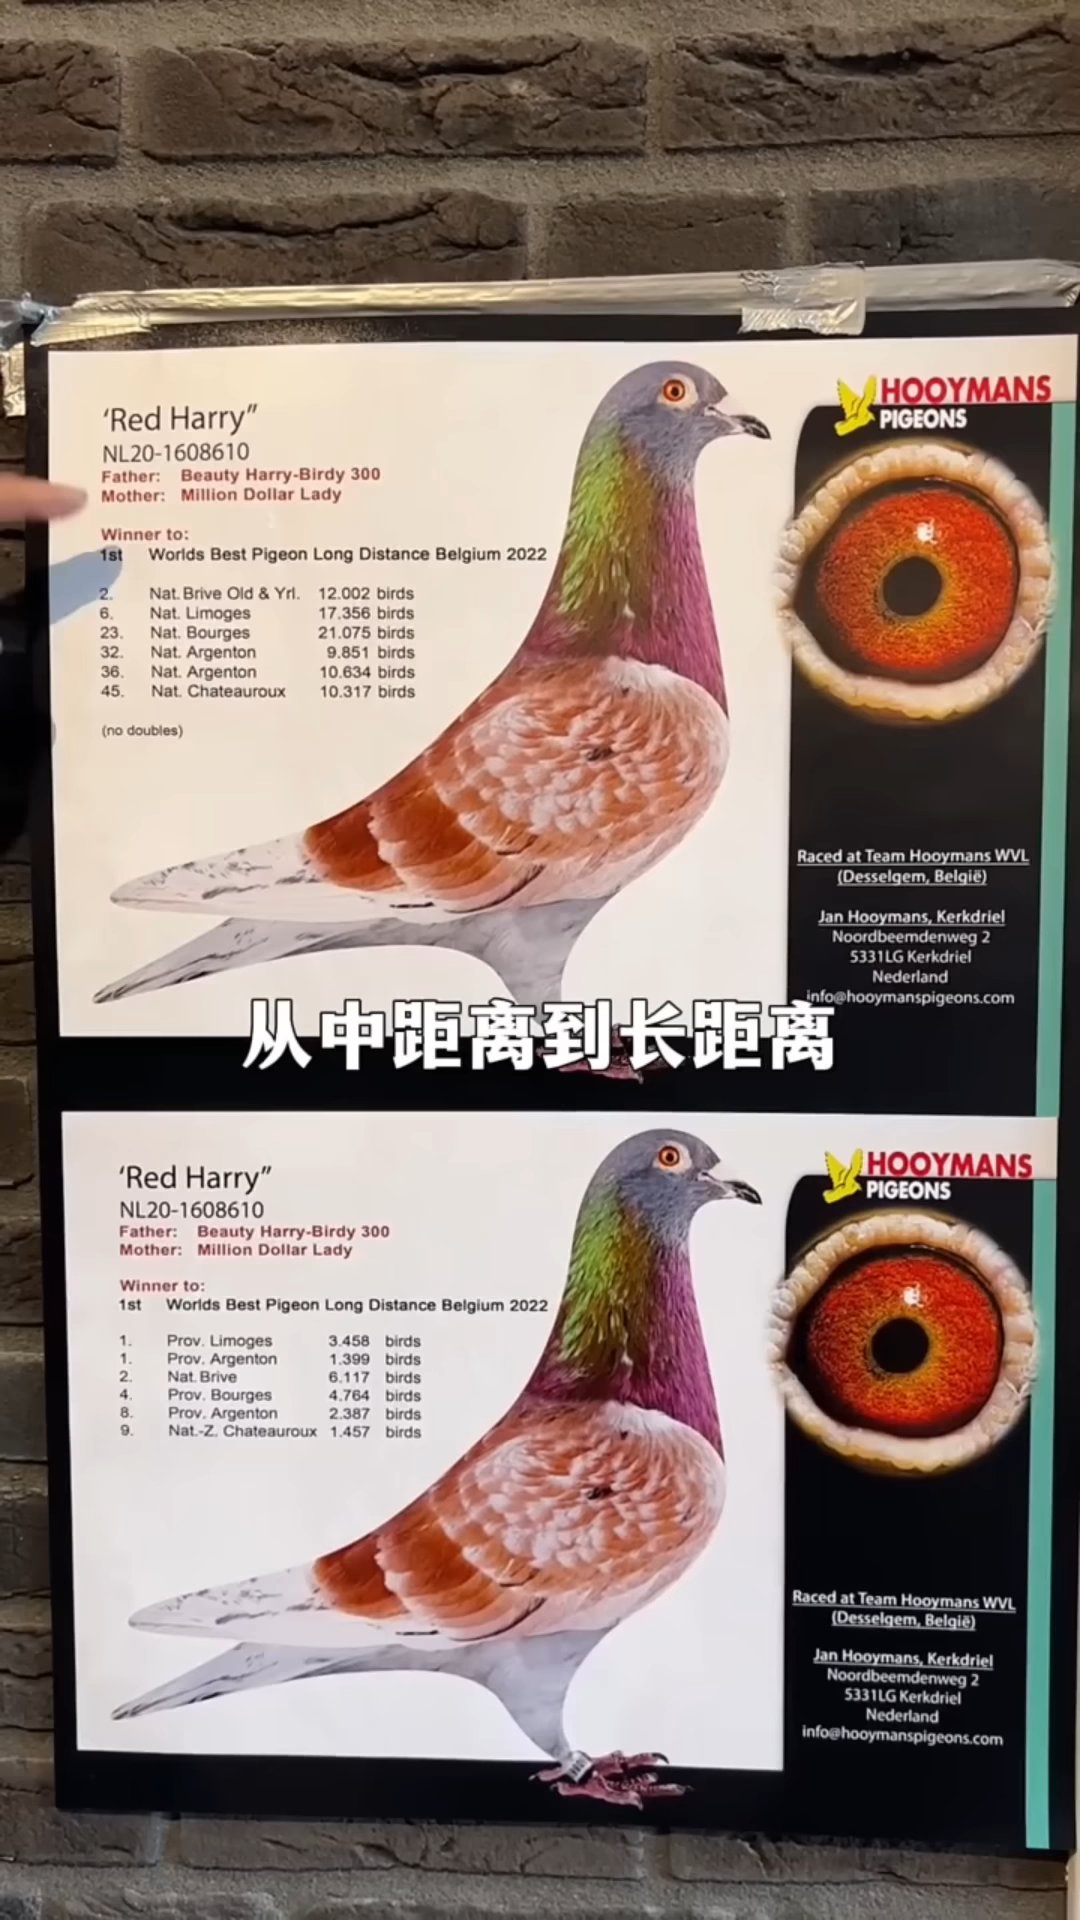 'Red Harry"
NL20-1608610
Father: Beauty Harry-Birdy 300
Mother: Million Dollar Lady
Winner to:
1st Worlds Best Pigeon Long Distance Belgium 2022
2. Nat. Brive Old & Yrl. 12.002 birds
6. Nat. Limoges 17.356 birds
23. Nat. Bourges 21.075 birds
32. Nat. Argenton 9.851 birds
36. Nat. Argenton 10.634 birds
45. Nat. Chateauroux 10.317 birds
(no doubles)
HOOYMANS
PIGEONS
Raced at Team Hooymans WVL
(Desselgem, België)
Jan Hooymans, Kerkdriel
Noordbeemdenweg 2
5331LG Kerkdriel
Nederland
info@hooymanspigeons.com
从中距离到长距离
'Red Harry"
NL20-1608610
Father: Beauty Harry-Birdy 300
Mother: Million Dollar Lady
Winner to:
1st Worlds Best Pigeon Long Distance Belgium 2022
1. Prov. Limoges 3.458 birds
1. Prov. Argenton 1.399 birds
2. Nat. Brive 6.117 birds
4. Prov. Bourges 4.764 birds
8. Prov. Argenton 2.387 birds
9. Nat.-Z. Chateauroux 1.457 birds
HOOYMANS
PIGEONS
Raced at Team Hooymans WVL
(Desselgem, België)
Jan Hooymans, Kerkdriel
Noordbeemdenweg 2
5331LG Kerkdriel
Nederland
info@hooymanspigeons.com